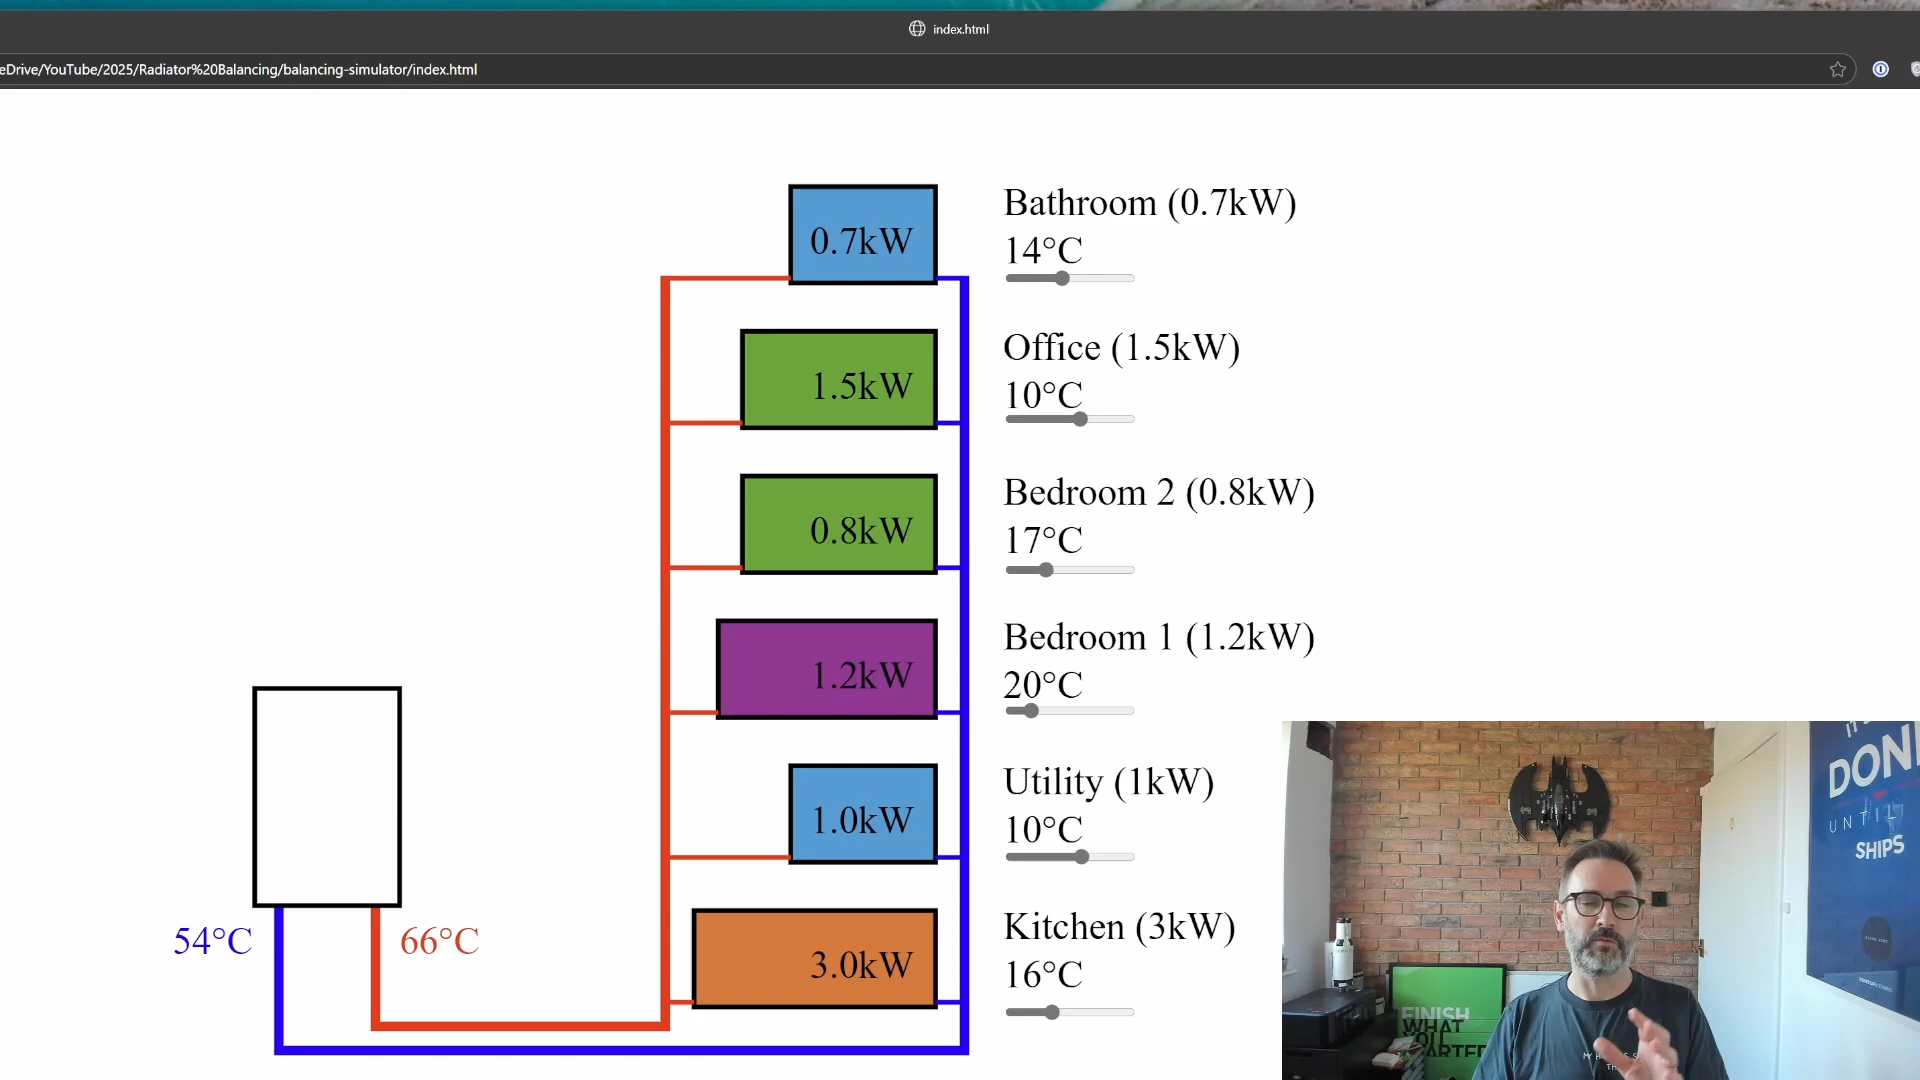 index.html
eDrive/YouTube/2025/Radiator%20Balancing/balancing-simulator/index.html
0.7kW
Bathroom (0.7kW)
14°C
1.5kW
Office (1.5kW)
10°C
0.8kW
Bedroom 2 (0.8kW)
17°C
1.2kW
Bedroom 1 (1.2kW)
20°C
1.0kW
Utility (1kW)
10°C
3.0kW
Kitchen (3kW)
16°C
54°C
66°C
DON
UNTIL
SHIPS
FINISH
WHAT
YOU